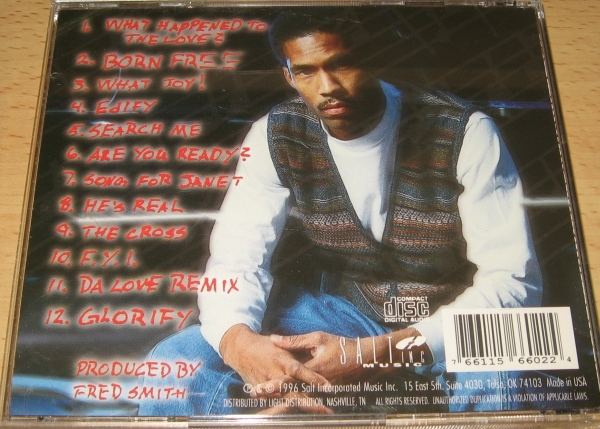 1. WHAT HAPPENED TO
THE LOVE?
2. BORN FREE
3. WHAT JOY!
4. EDIFY
5. SEARCH ME
6. ARE YOU READY?
7. SONG FOR JANET
8. HE'S REAL
9. THE CROSS
10. F.Y.I.
11. DA LOVE REMIX
12. GLORIFY
PRODUCED BY
FRED SMITH
COMPACT
disc
DIGITAL AUDIO
SALT INC
MUSIC
7 66115 66022 4
℗ © 1996 Salt Incorporated Music Inc. 15 East 5th. Suite 4030, Tulsa, OK 74103 Made in USA
DISTRIBUTED BY LIGHT DISTRIBUTION, NASHVILLE, TN ALL RIGHTS RESERVED. UNAUTHORIZED DUPLICATION IS A VIOLATION OF APPLICABLE LAWS.